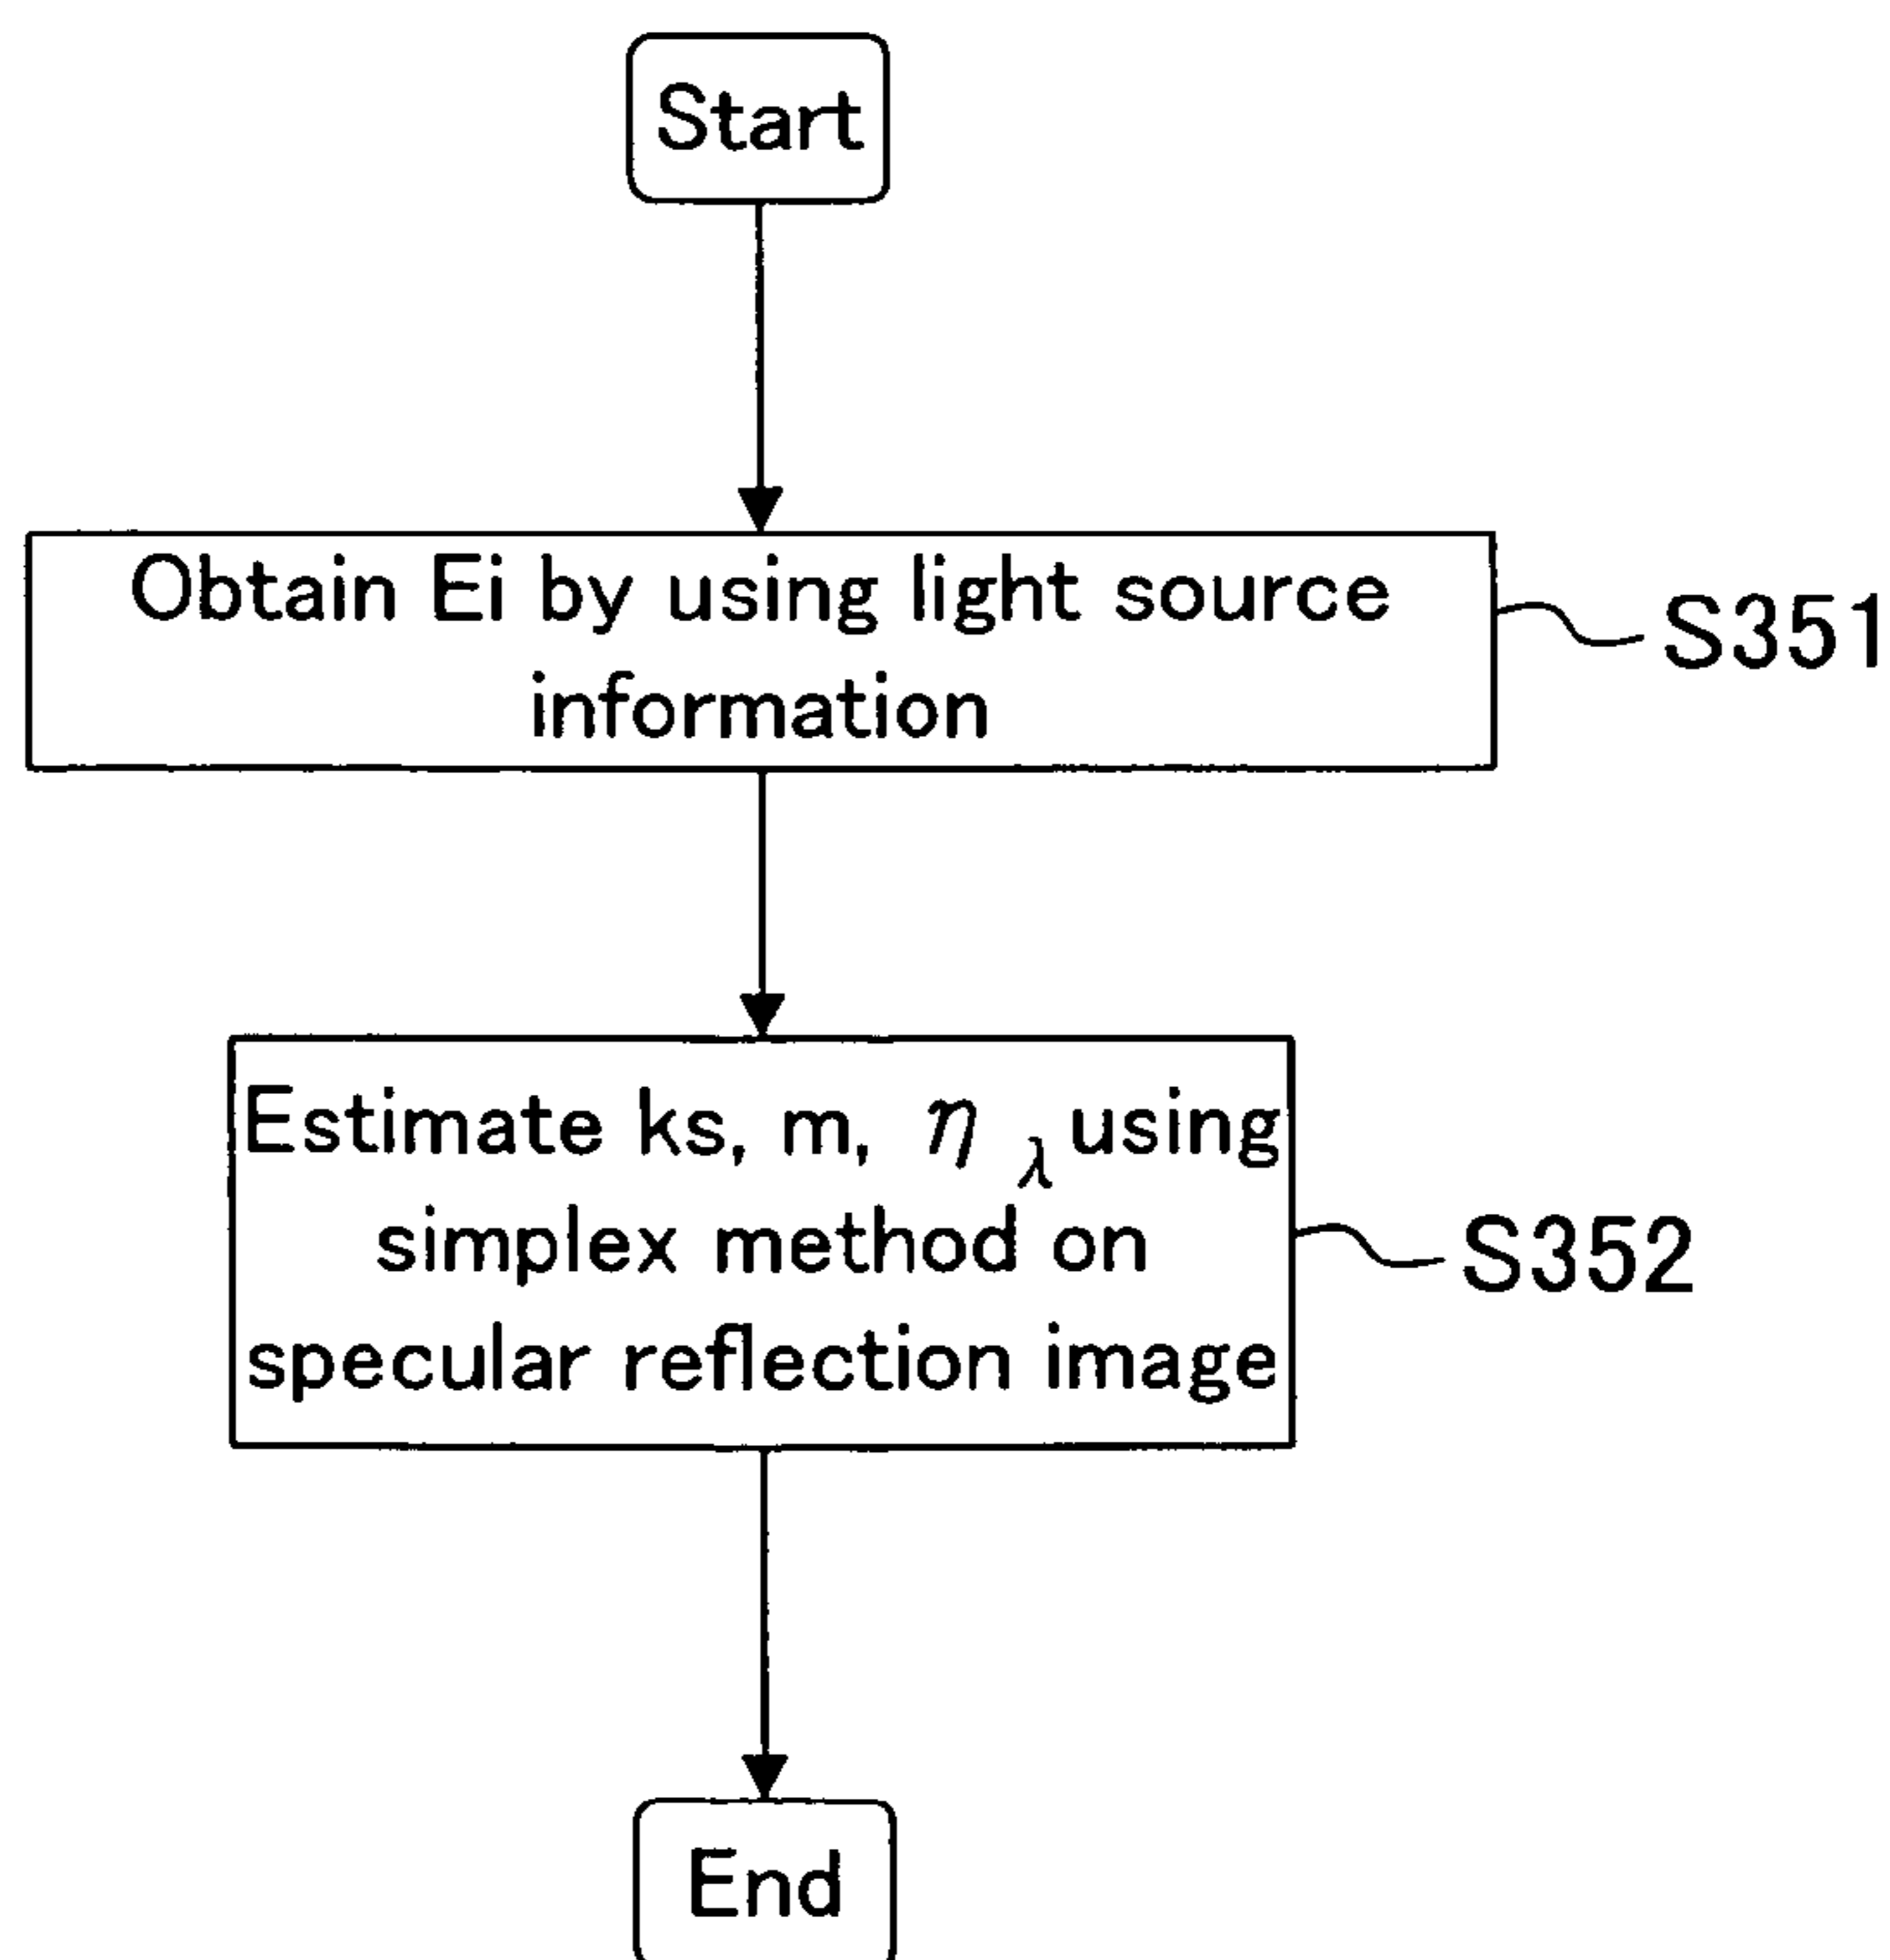 Start
Obtain Ei by using light source
information
S351
Estimate ks, m, η λ using
simplex method on
specular reflection image
S352
End